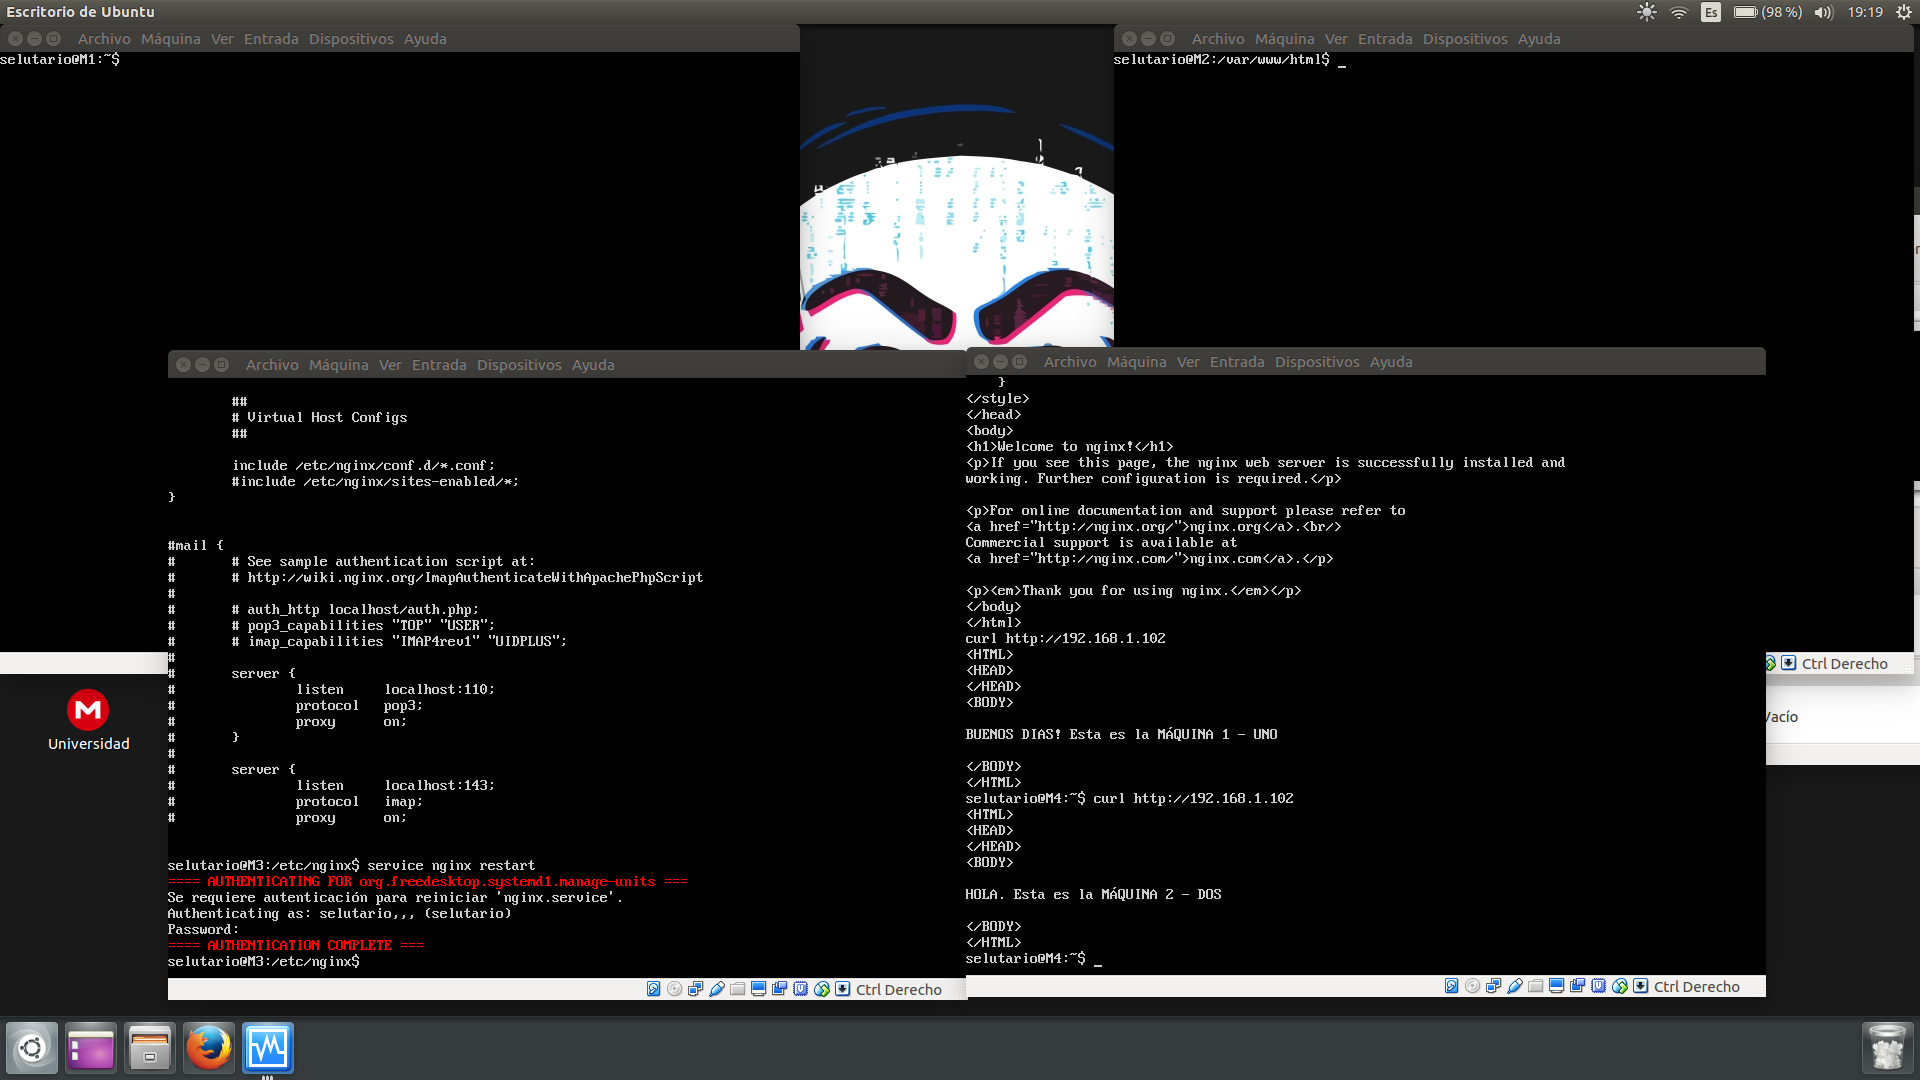 Escritorio de Ubuntu
Es
(98 %)
19:19
Archivo Máquina Ver Entrada Dispositivos Ayuda
selutario@M1:~$
Archivo Máquina Ver Entrada Dispositivos Ayuda
selutario@M2:/var/www/html$ _
Archivo Máquina Ver Entrada Dispositivos Ayuda
##
# Virtual Host Configs
##
include /etc/nginx/conf.d/*.conf;
#include /etc/nginx/sites-enabled/*;
}
#mail {
#       # See sample authentication script at:
#       # http://wiki.nginx.org/ImapAuthenticateWithApachePhpScript
#
#       # auth_http localhost/auth.php;
#       # pop3_capabilities "TOP" "USER";
#       # imap_capabilities "IMAP4rev1" "UIDPLUS";
#
#       server {
#               listen     localhost:110;
#               protocol   pop3;
#               proxy      on;
#       }
#
#       server {
#               listen     localhost:143;
#               protocol   imap;
#               proxy      on;
selutario@M3:/etc/nginx$ service nginx restart
==== AUTHENTICATING FOR org.freedesktop.systemd1.manage-units ===
Se requiere autenticación para reiniciar 'nginx.service'.
Authenticating as: selutario,,, (selutario)
Password:
==== AUTHENTICATION COMPLETE ===
selutario@M3:/etc/nginx$
Ctrl Derecho
Archivo Máquina Ver Entrada Dispositivos Ayuda
}
</style>
</head>
<body>
<h1>Welcome to nginx!</h1>
<p>If you see this page, the nginx web server is successfully installed and
working. Further configuration is required.</p>
<p>For online documentation and support please refer to
<a href="http://nginx.org/">nginx.org</a>.<br/>
Commercial support is available at
<a href="http://nginx.com/">nginx.com</a>.</p>
<p><em>Thank you for using nginx.</em></p>
</body>
</html>
curl http://192.168.1.102
<HTML>
<HEAD>
</HEAD>
<BODY>
BUENOS DIAS! Esta es la MÁQUINA 1 - UNO
</BODY>
</HTML>
selutario@M4:~$ curl http://192.168.1.102
<HTML>
<HEAD>
</HEAD>
<BODY>
HOLA. Esta es la MÁQUINA 2 - DOS
</BODY>
</HTML>
selutario@M4:~$ _
Ctrl Derecho
Ctrl Derecho
Vacío
M
Universidad